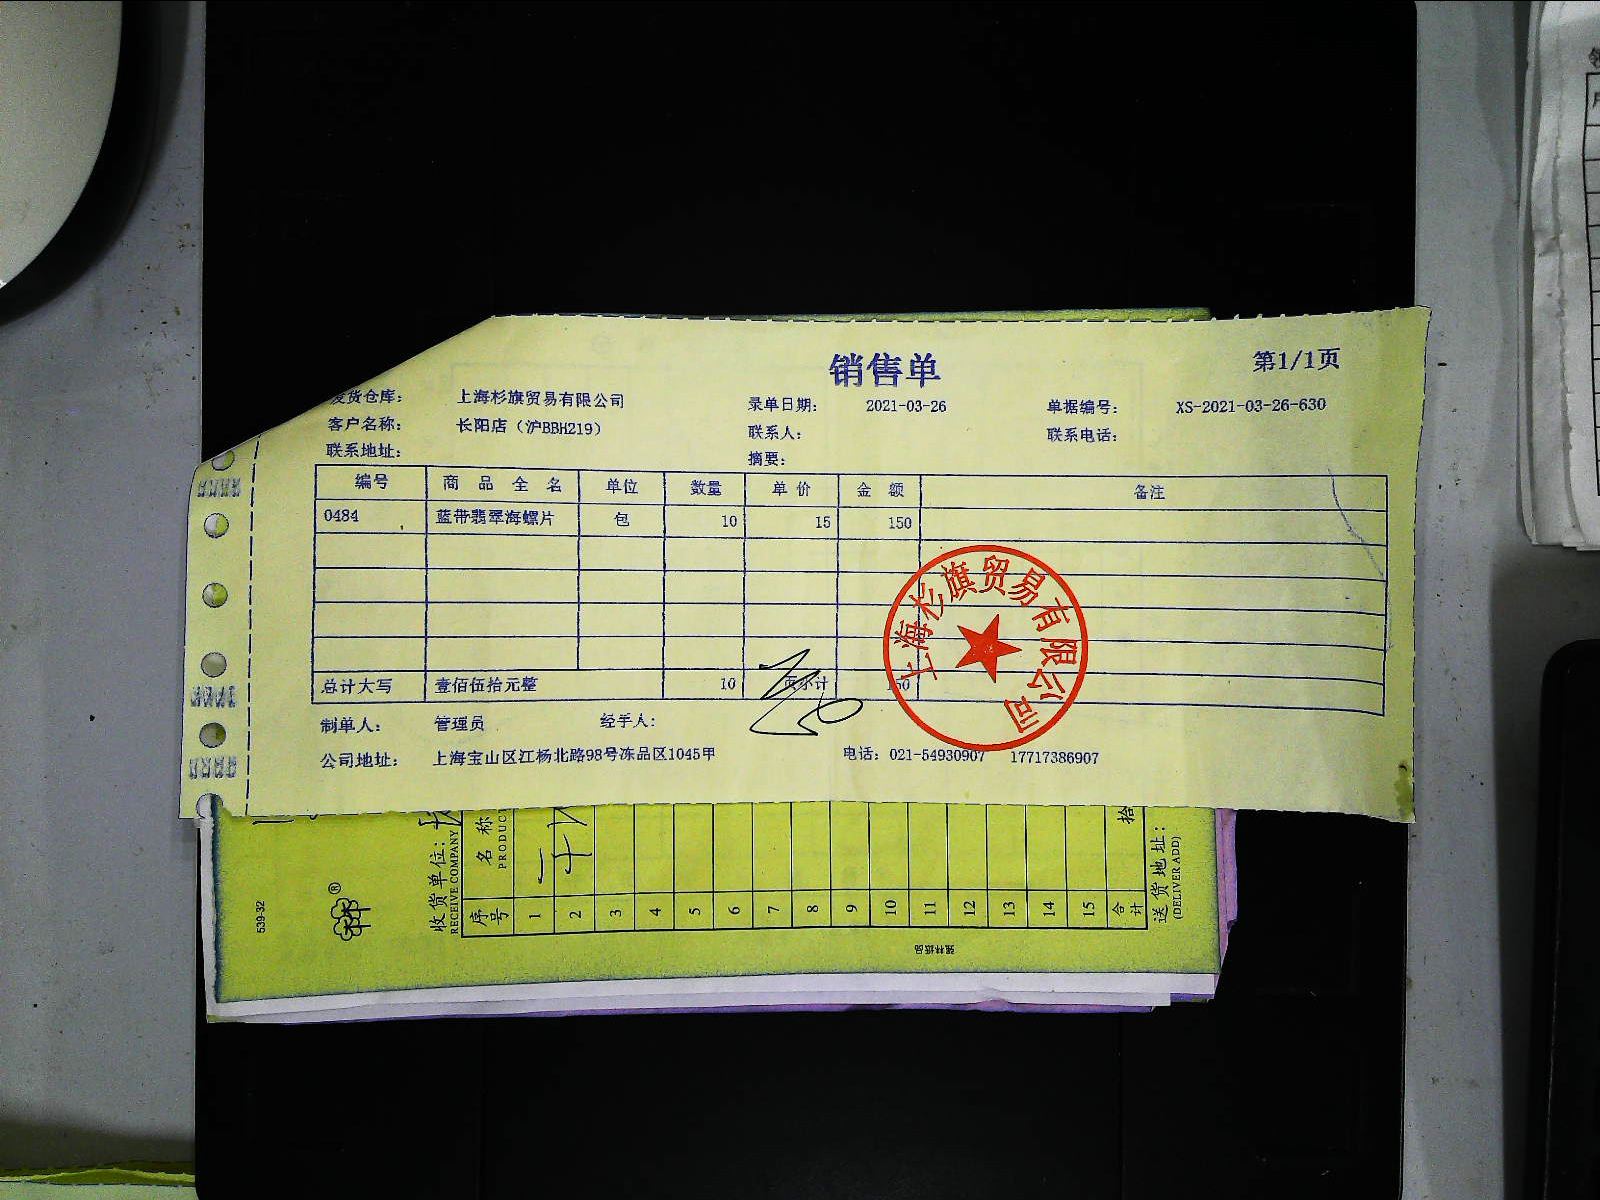 销售单
第1/1页
发货仓库： 上海杉旗贸易有限公司 录单日期： 2021-03-26 单据编号： XS-2021-03-26-630
客户名称： 长阳店（沪BBH219） 联系人： 联系电话：
联系地址： 摘要：
编号 商品全名 单位 数量 单价 金额 备注
0484 蓝带翡翠海螺片 包 10 15 150
总计大写 壹佰伍拾元整 10 页小计 150
制单人： 管理员 经手人：
公司地址： 上海宝山区江杨北路98号冻品区1045甲 电话：021-54930907 17717386907
上海杉旗贸易有限公司
539-32
®
收货单位：
RECEIVE COMPANY
序号 名称
PRODUC
1
2
3
4
5
6
7
8
9
10
11
12
13
14
15
合计 拾
送货地址：
(DELIVER ADD)